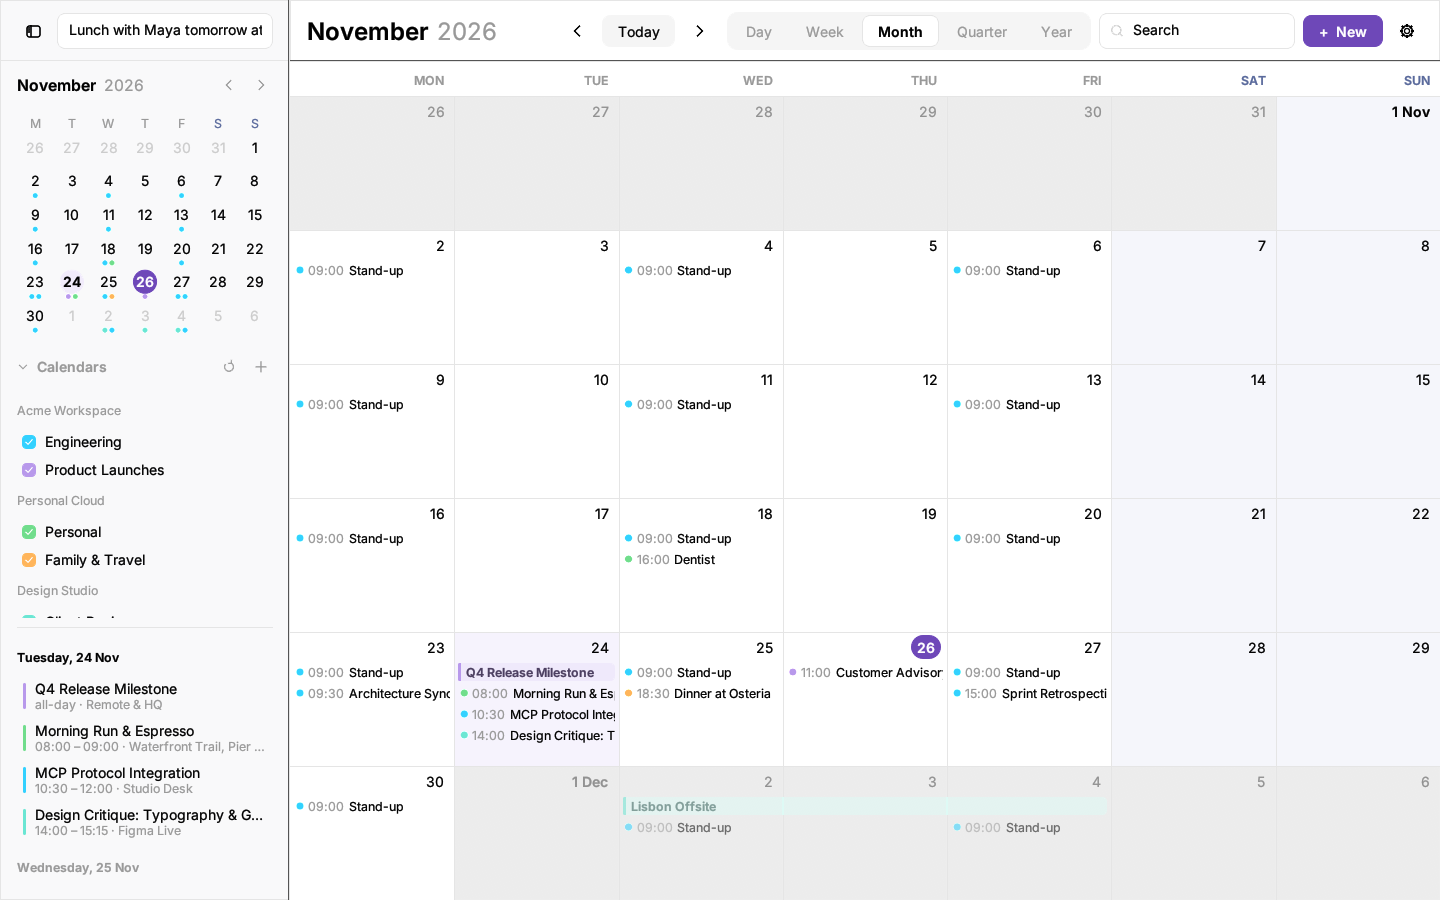 Lunch with Maya tomorrow at
November 2026
Today
Day Week Month Quarter Year
Search
+ New
November 2026
M T W T F S S
26 27 28 29 30 31 1
2 3 4 5 6 7 8
9 10 11 12 13 14 15
16 17 18 19 20 21 22
23 24 25 26 27 28 29
30 1 2 3 4 5 6
Calendars
Acme Workspace
Engineering
Product Launches
Personal Cloud
Personal
Family & Travel
Design Studio
Tuesday, 24 Nov
Q4 Release Milestone
all-day · Remote & HQ
Morning Run & Espresso
08:00 – 09:00 · Waterfront Trail, Pier ...
MCP Protocol Integration
10:30 – 12:00 · Studio Desk
Design Critique: Typography & G...
14:00 – 15:15 · Figma Live
Wednesday, 25 Nov
MON TUE WED THU FRI SAT SUN
26 27 28 29 30 31 1 Nov
2 3 4 5 6 7 8
09:00 Stand-up 09:00 Stand-up 09:00 Stand-up
9 10 11 12 13 14 15
09:00 Stand-up 09:00 Stand-up 09:00 Stand-up
16 17 18 19 20 21 22
09:00 Stand-up 09:00 Stand-up 09:00 Stand-up
16:00 Dentist
23 24 25 26 27 28 29
09:00 Stand-up Q4 Release Milestone 09:00 Stand-up 11:00 Customer Advisor 09:00 Stand-up
09:30 Architecture Sync 08:00 Morning Run & Es 18:30 Dinner at Osteria 15:00 Sprint Retrospecti
10:30 MCP Protocol Integ
14:00 Design Critique: T
30 1 Dec 2 3 4 5 6
09:00 Stand-up Lisbon Offsite
09:00 Stand-up 09:00 Stand-up